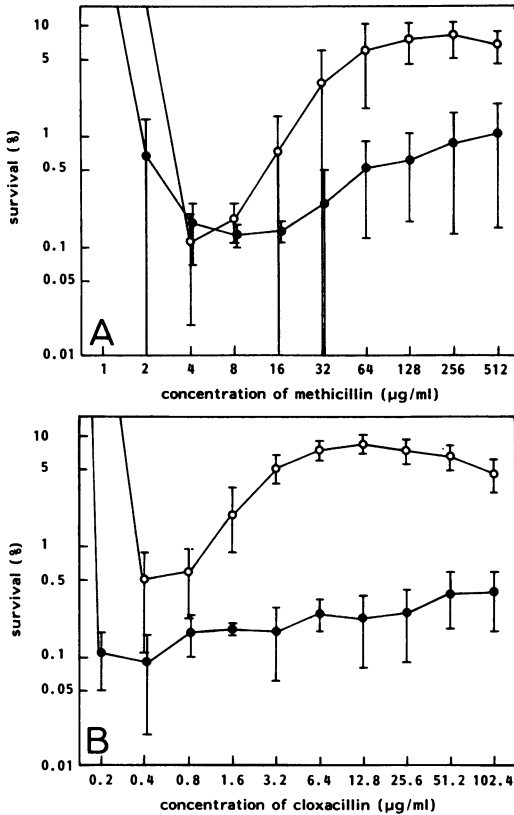 10
5
survival (%)
1
0.5
0.1
0.05
0.01
A
1 2 4 8 16 32 64 128 256 512
concentration of methicillin (µg/ml)
10
5
survival (%)
1
0.5
0.1
0.05
0.01
B
0.2 0.4 0.8 1.6 3.2 6.4 12.8 25.6 51.2 102.4
concentration of cloxacillin (µg/ml)